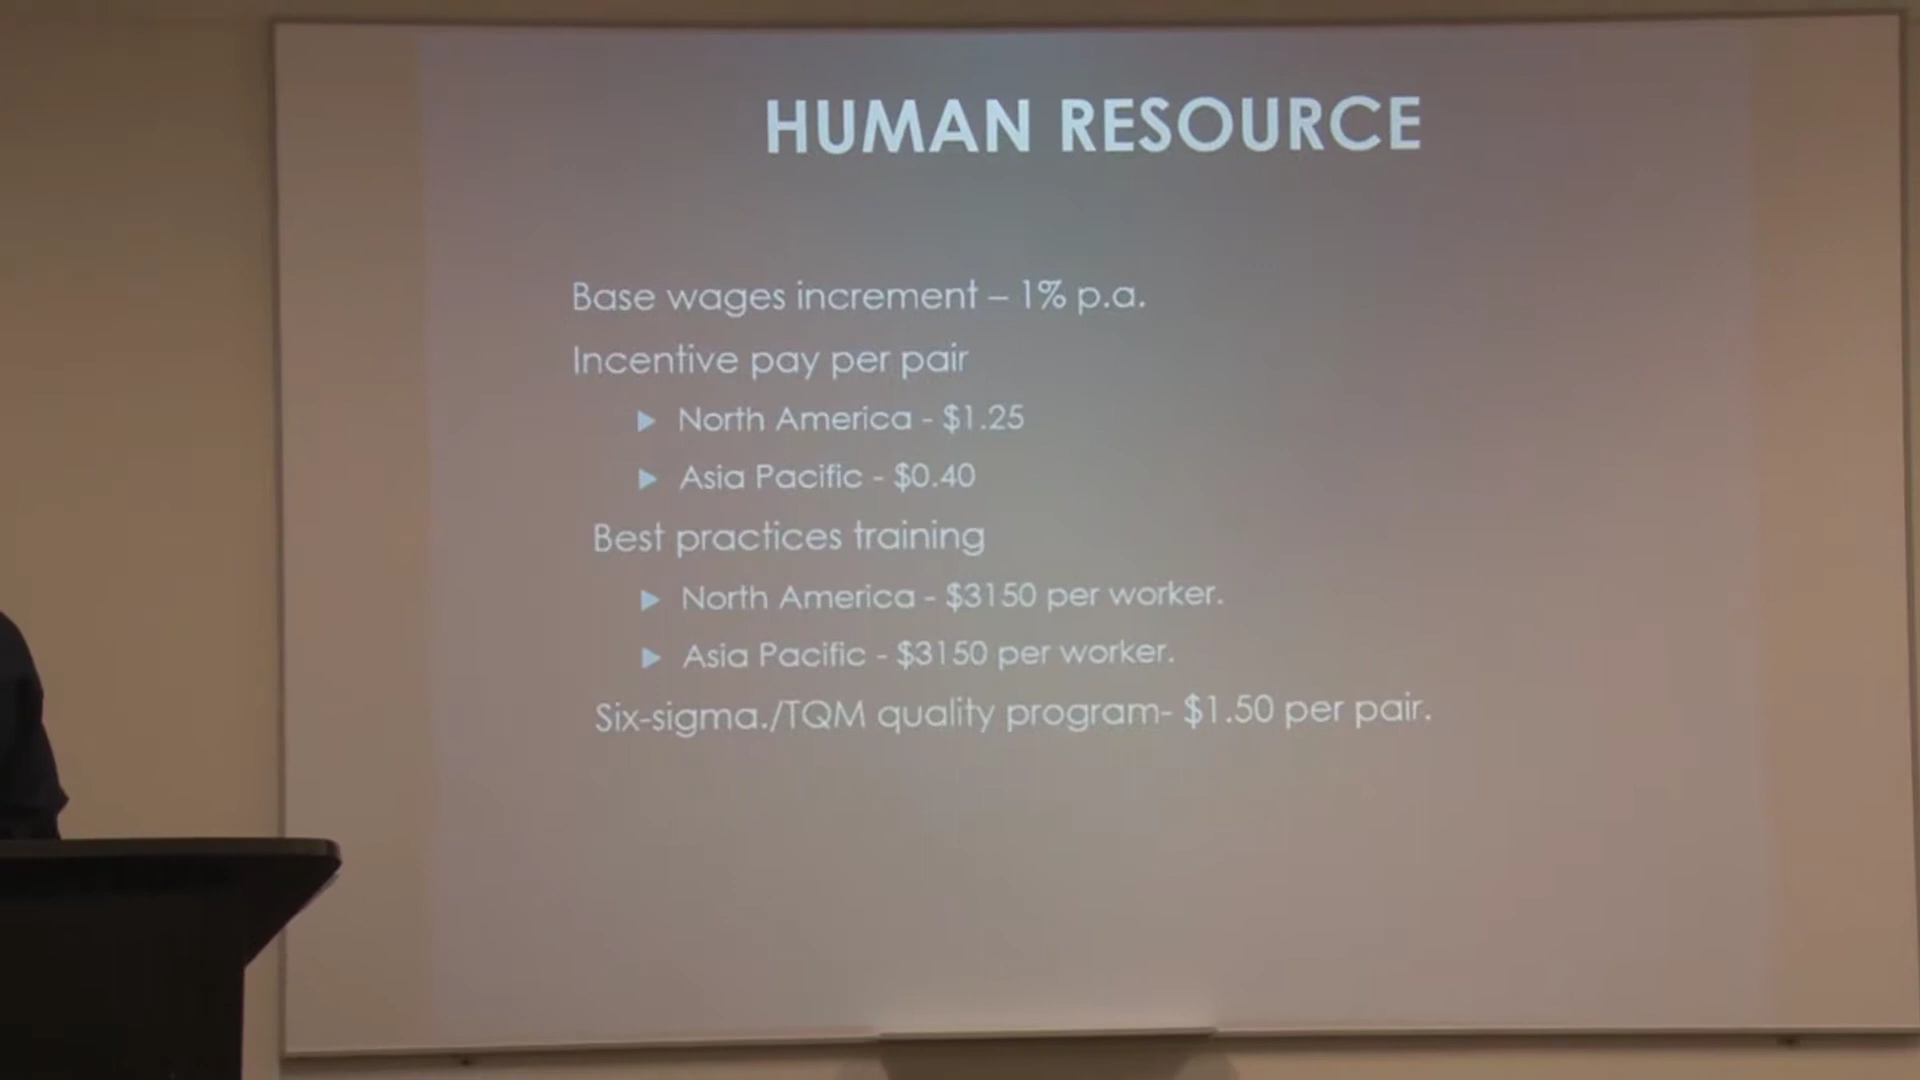 HUMAN RESOURCE
Base wages increment – 1% p.a.
Incentive pay per pair
North America - $1.25
Asia Pacific - $0.40
Best practices training
North America - $3150 per worker.
Asia Pacific - $3150 per worker.
Six-sigma./TQM quality program- $1.50 per pair.